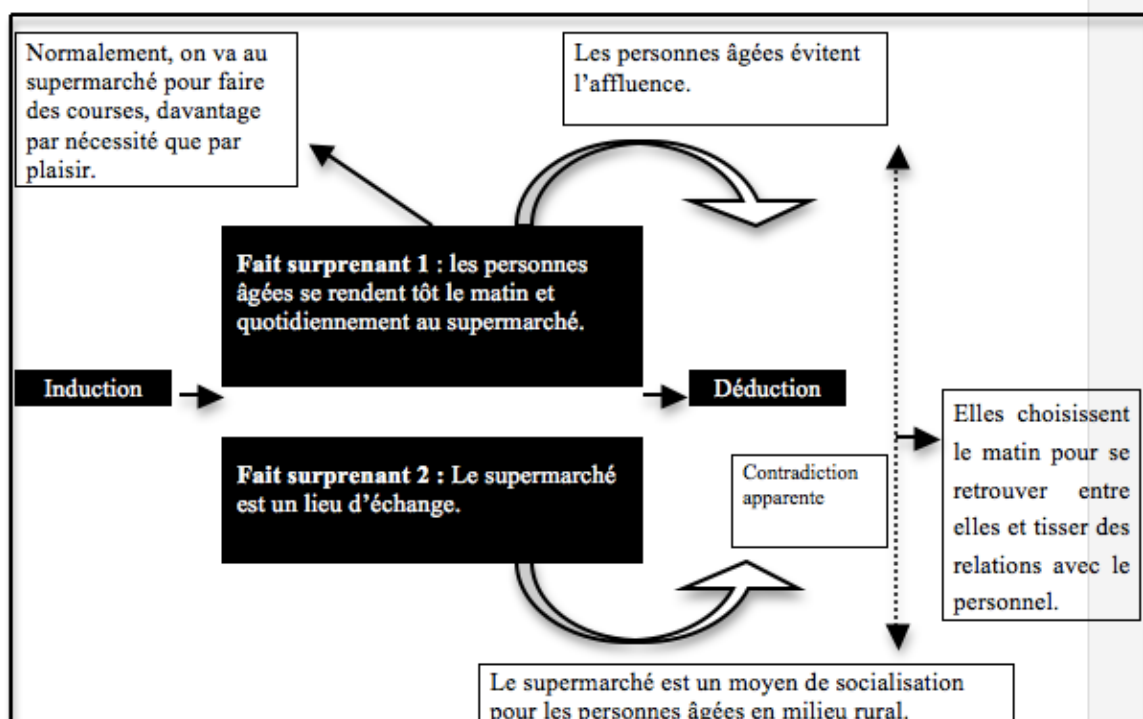 Normalement, on va au
supermarché pour faire
des courses, davantage
par nécessité que par
plaisir.
Les personnes âgées évitent
l’affluence.
Fait surprenant 1 : les personnes
âgées se rendent tôt le matin et
quotidiennement au supermarché.
Induction
Déduction
Fait surprenant 2 : Le supermarché
est un lieu d’échange.
Contradiction
apparente
Elles choisissent
le matin pour se
retrouver entre
elles et tisser des
relations avec le
personnel.
Le supermarché est un moyen de socialisation
pour les personnes âgées en milieu rural.